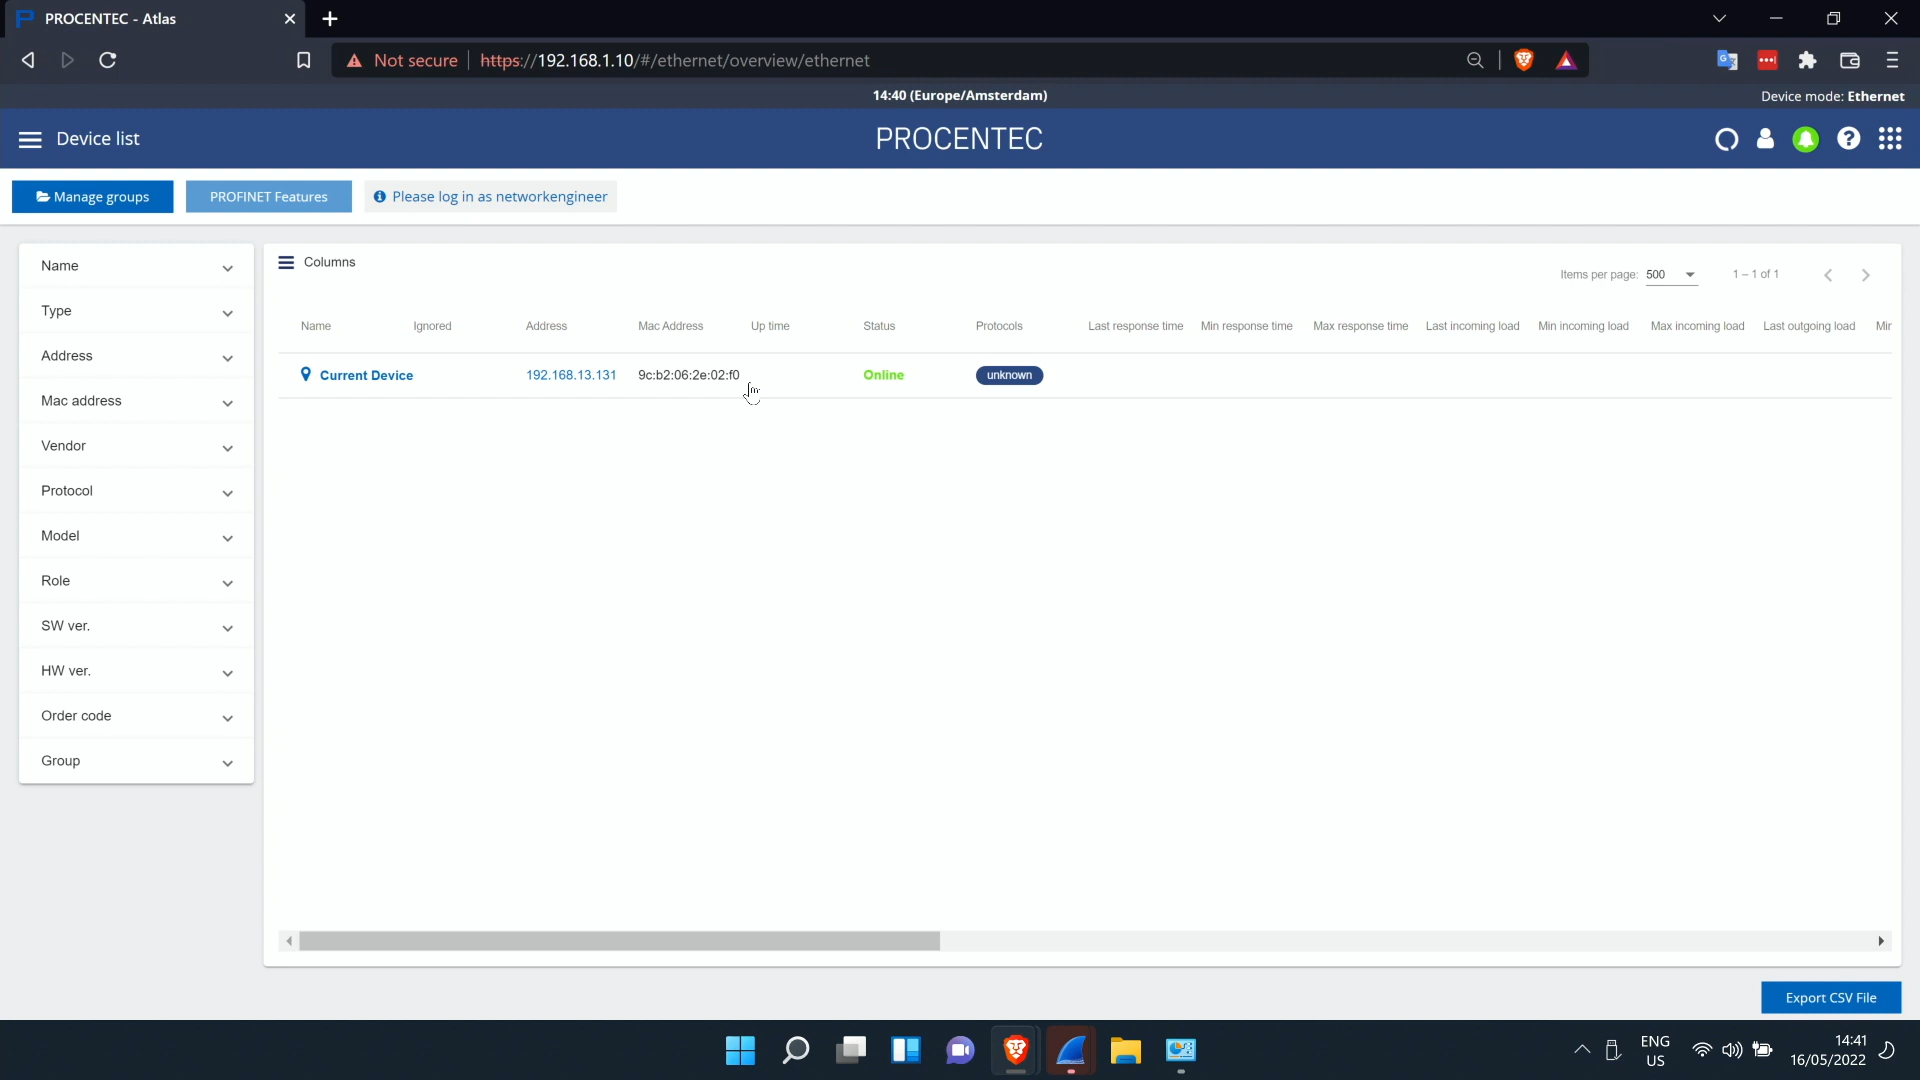 PROCENTEC - Atlas
Not secure https://192.168.1.10/#/ethernet/overview/ethernet
14:40 (Europe/Amsterdam)
Device mode: Ethernet
Device list
PROCENTEC
Manage groups
PROFINET Features
Please log in as networkengineer
Name
Type
Address
Mac address
Vendor
Protocol
Model
Role
SW ver.
HW ver.
Order code
Group
Columns
Items per page: 500
1 – 1 of 1
Name Ignored Address Mac Address Up time Status Protocols Last response time Min response time Max response time Last incoming load Min incoming load Max incoming load Last outgoing load Mir
Current Device 192.168.13.131 9c:b2:06:2e:02:f0 Online unknown
Export CSV File
ENG
US
14:41
16/05/2022